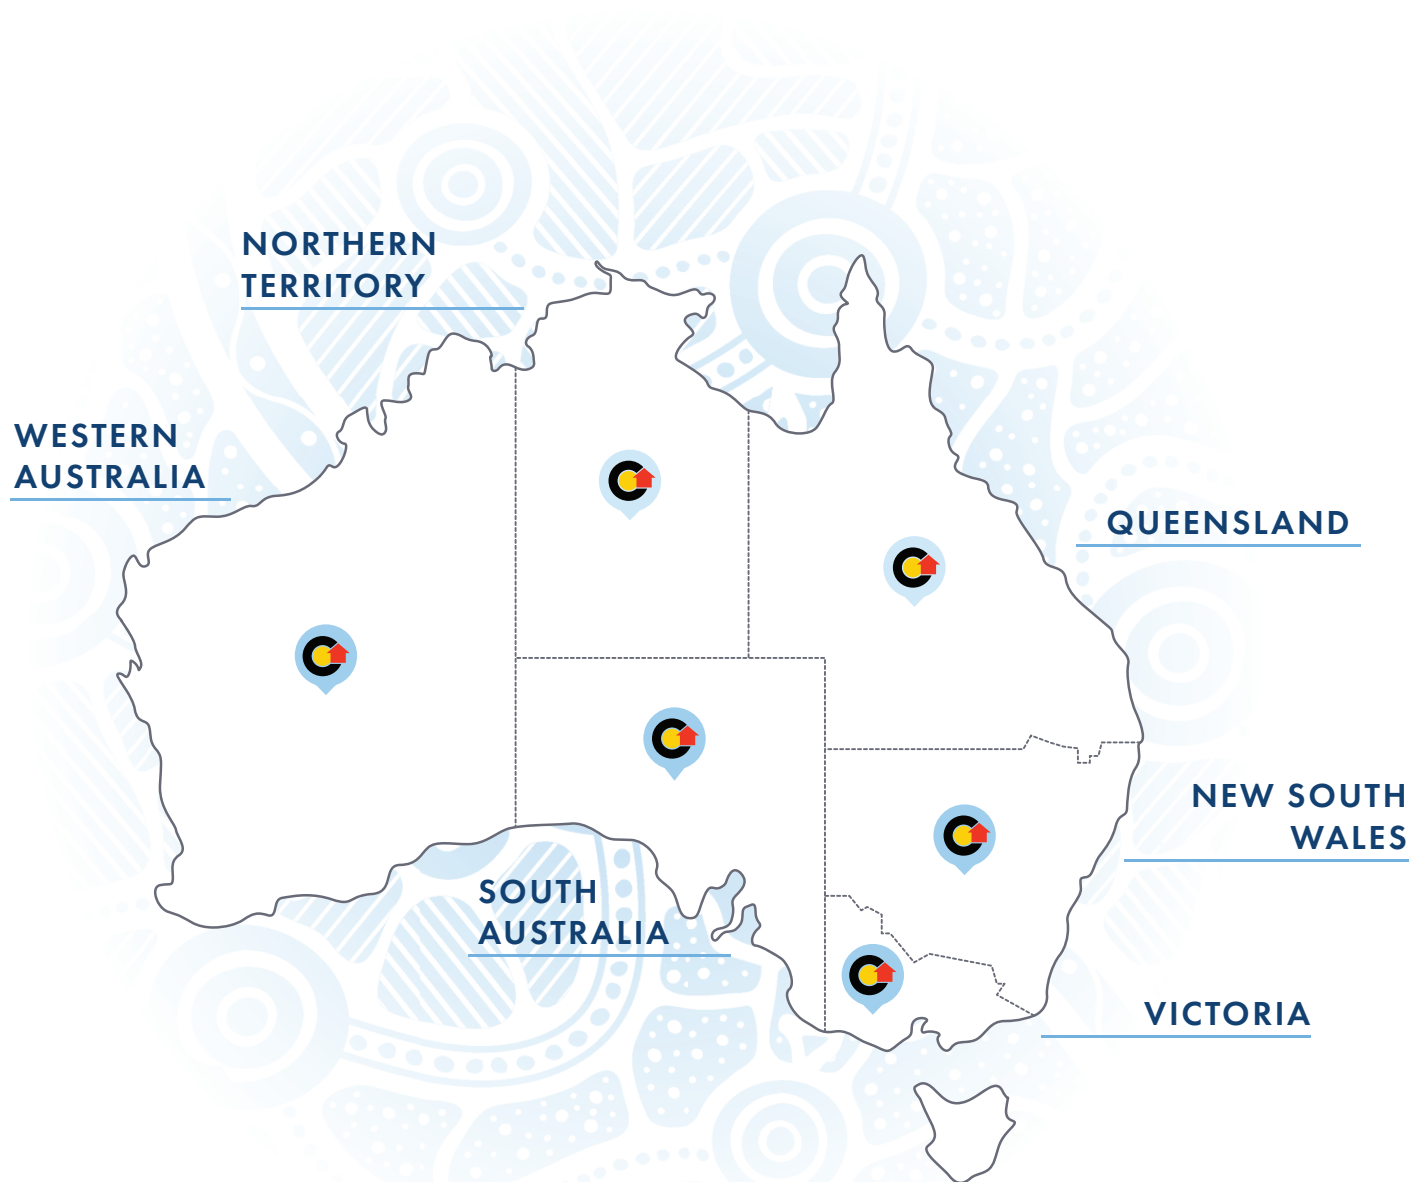 NORTHERN
TERRITORY
WESTERN
AUSTRALIA
QUEENSLAND
NEW SOUTH
WALES
SOUTH
AUSTRALIA
VICTORIA